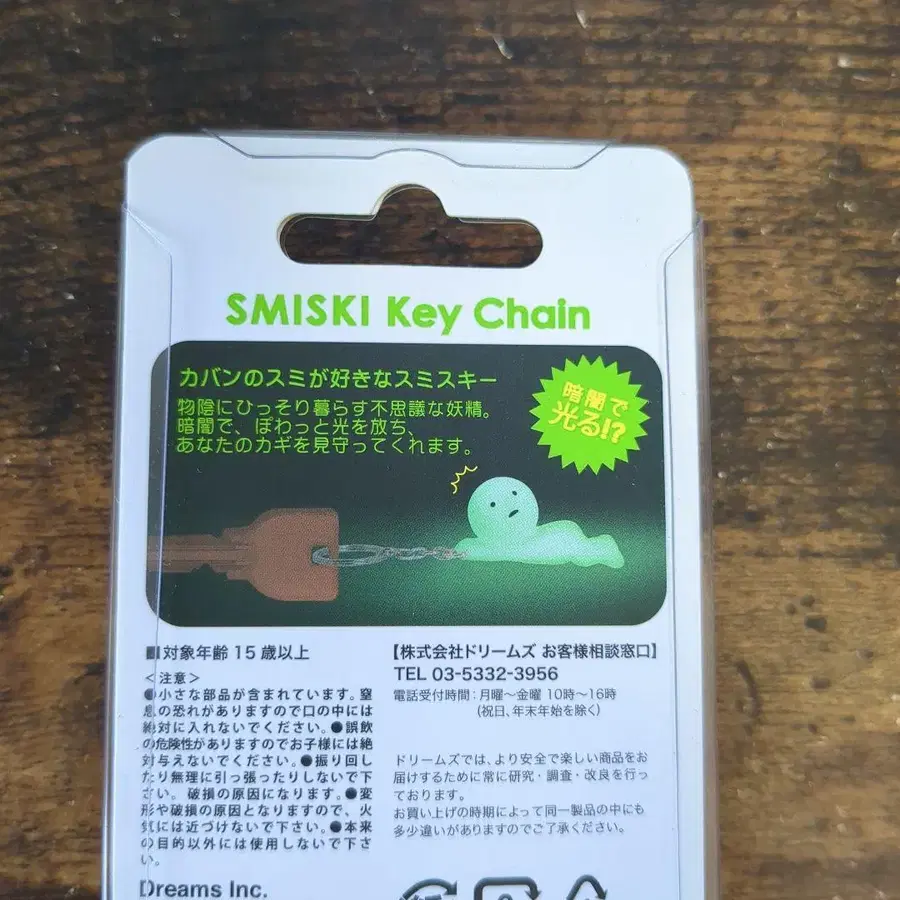 SMISKI Key Chain
カバンのスミが好きなスミスキー
物陰にひっそり暮らす不思議な妖精。
暗闇で、ぽわっと光を放ち、
あなたのカギを見守ってくれます。
暗闇で
光る!?
■対象年齢 15 歳以上
＜注意＞
●小さな部品が含まれています。窒
息の恐れがありますので口の中には
絶対に入れないでください。●誤飲
の危険性がありますのでお子様には絶
対与えないでください。●振り回し
たり無理に引っ張ったりしないで下
さい。破損の原因になります。●変
形や破損の原因となりますので、火
気には近づけないで下さい。●本来
の目的以外には使用しないで下さ
い。
Dreams Inc.
【株式会社ドリームズ お客様相談窓口】
TEL 03-5332-3956
電話受付時間：月曜〜金曜 10時〜16時
(祝日、年末年始を除く)
ドリームズでは、より安全で楽しい商品をお
届けするために常に研究・調査・改良を行っ
ております。
お買い上げの時期によって同一製品の中にも
多少違いがありますのでご了承ください。